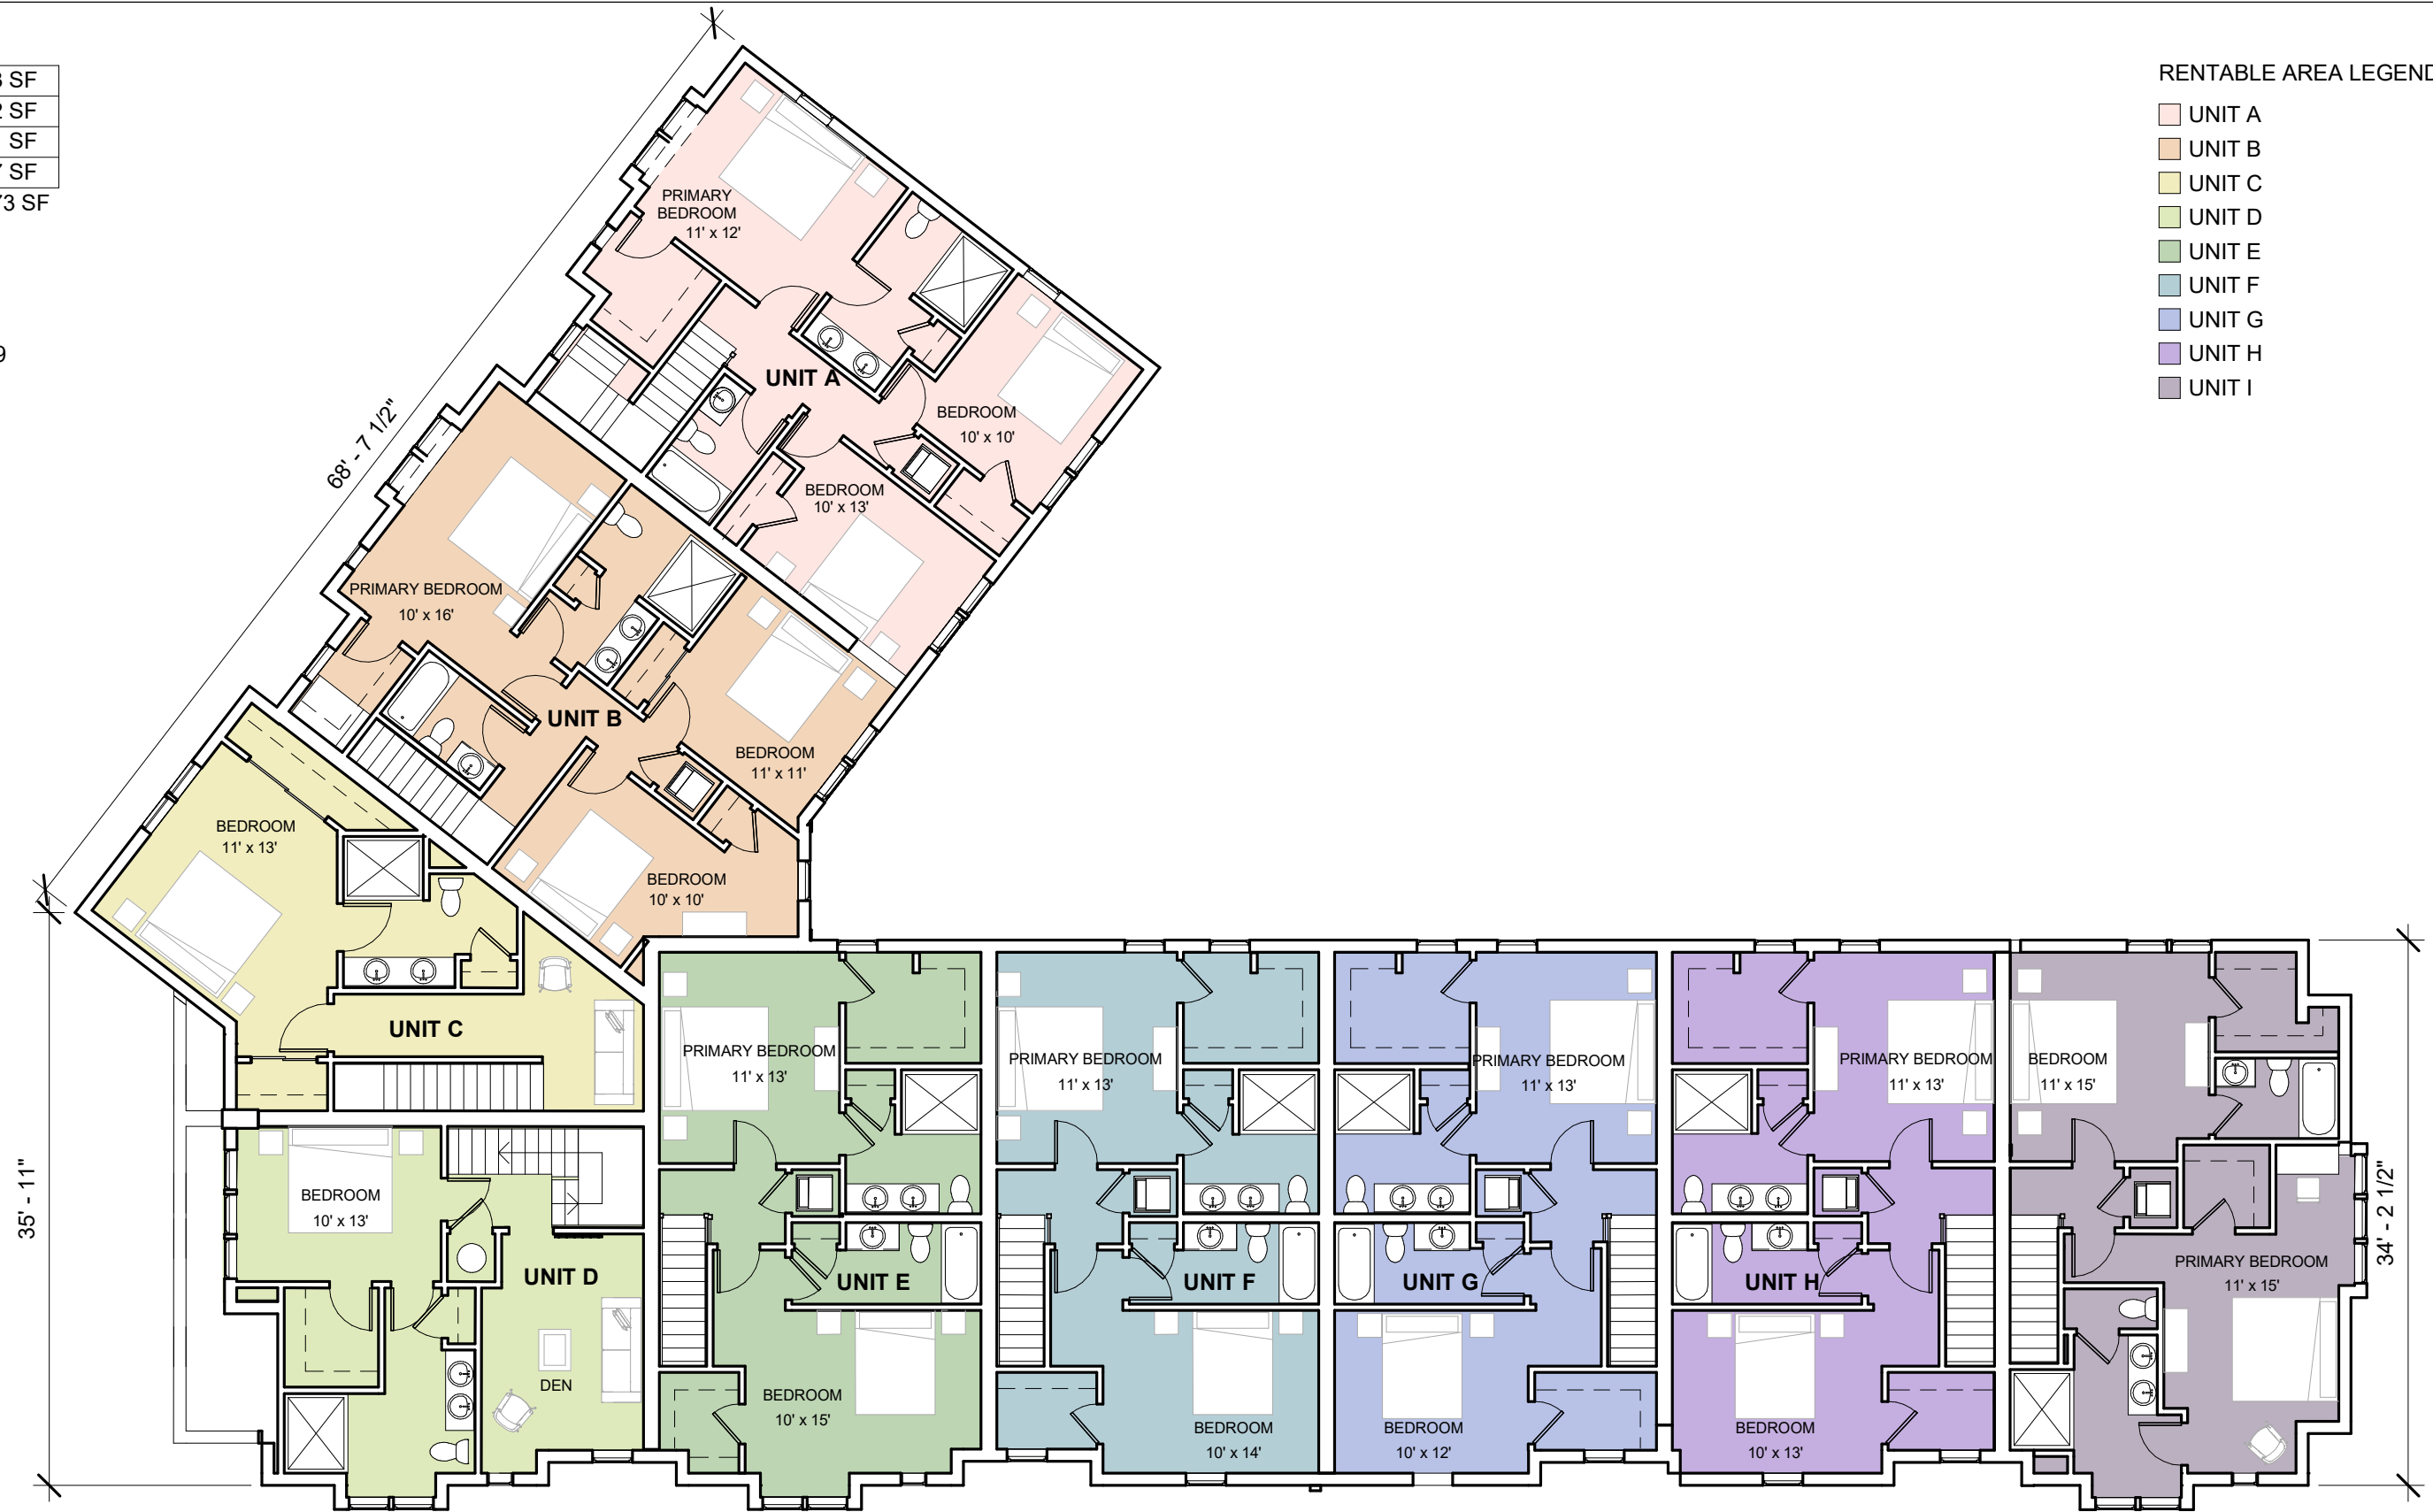 SF
SF
SF
SF
73 SF
9
RENTABLE AREA LEGEND
UNIT A
UNIT B
UNIT C
UNIT D
UNIT E
UNIT F
UNIT G
UNIT H
UNIT I
68' - 7 1/2"
35' - 11"
34' - 2 1/2"
PRIMARY
BEDROOM
11' x 12'
UNIT A
BEDROOM
10' x 10'
BEDROOM
10' x 13'
PRIMARY BEDROOM
10' x 16'
UNIT B
BEDROOM
11' x 11'
BEDROOM
10' x 10'
BEDROOM
11' x 13'
UNIT C
BEDROOM
10' x 13'
UNIT D
DEN
PRIMARY BEDROOM
11' x 13'
UNIT E
BEDROOM
10' x 15'
PRIMARY BEDROOM
11' x 13'
UNIT F
BEDROOM
10' x 14'
PRIMARY BEDROOM
11' x 13'
UNIT G
BEDROOM
10' x 12'
PRIMARY BEDROOM
11' x 13'
UNIT H
BEDROOM
10' x 13'
BEDROOM
11' x 15'
PRIMARY BEDROOM
11' x 15'